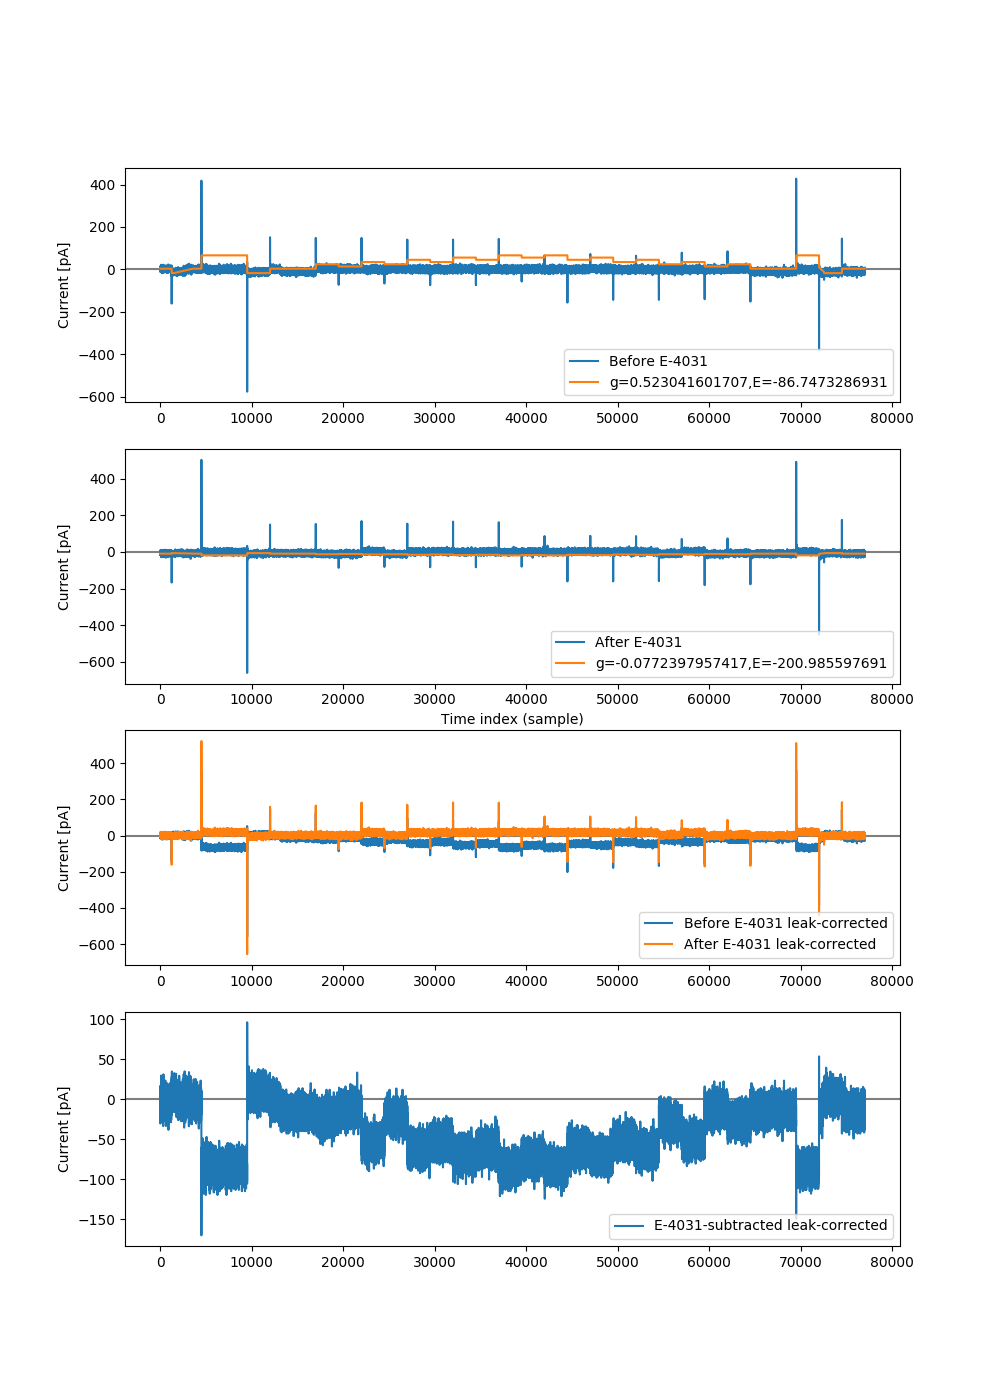 400
200
0
−200
−400
−600
Current [pA]
Before E-4031
g=0.523041601707,E=-86.7473286931
0 10000 20000 30000 40000 50000 60000 70000 80000
400
200
0
−200
−400
−600
Current [pA]
After E-4031
g=-0.0772397957417,E=-200.985597691
0 10000 20000 30000 40000 50000 60000 70000 80000
Time index (sample)
400
200
0
−200
−400
−600
Current [pA]
Before E-4031 leak-corrected
After E-4031 leak-corrected
0 10000 20000 30000 40000 50000 60000 70000 80000
100
50
0
−50
−100
−150
Current [pA]
E-4031-subtracted leak-corrected
0 10000 20000 30000 40000 50000 60000 70000 80000